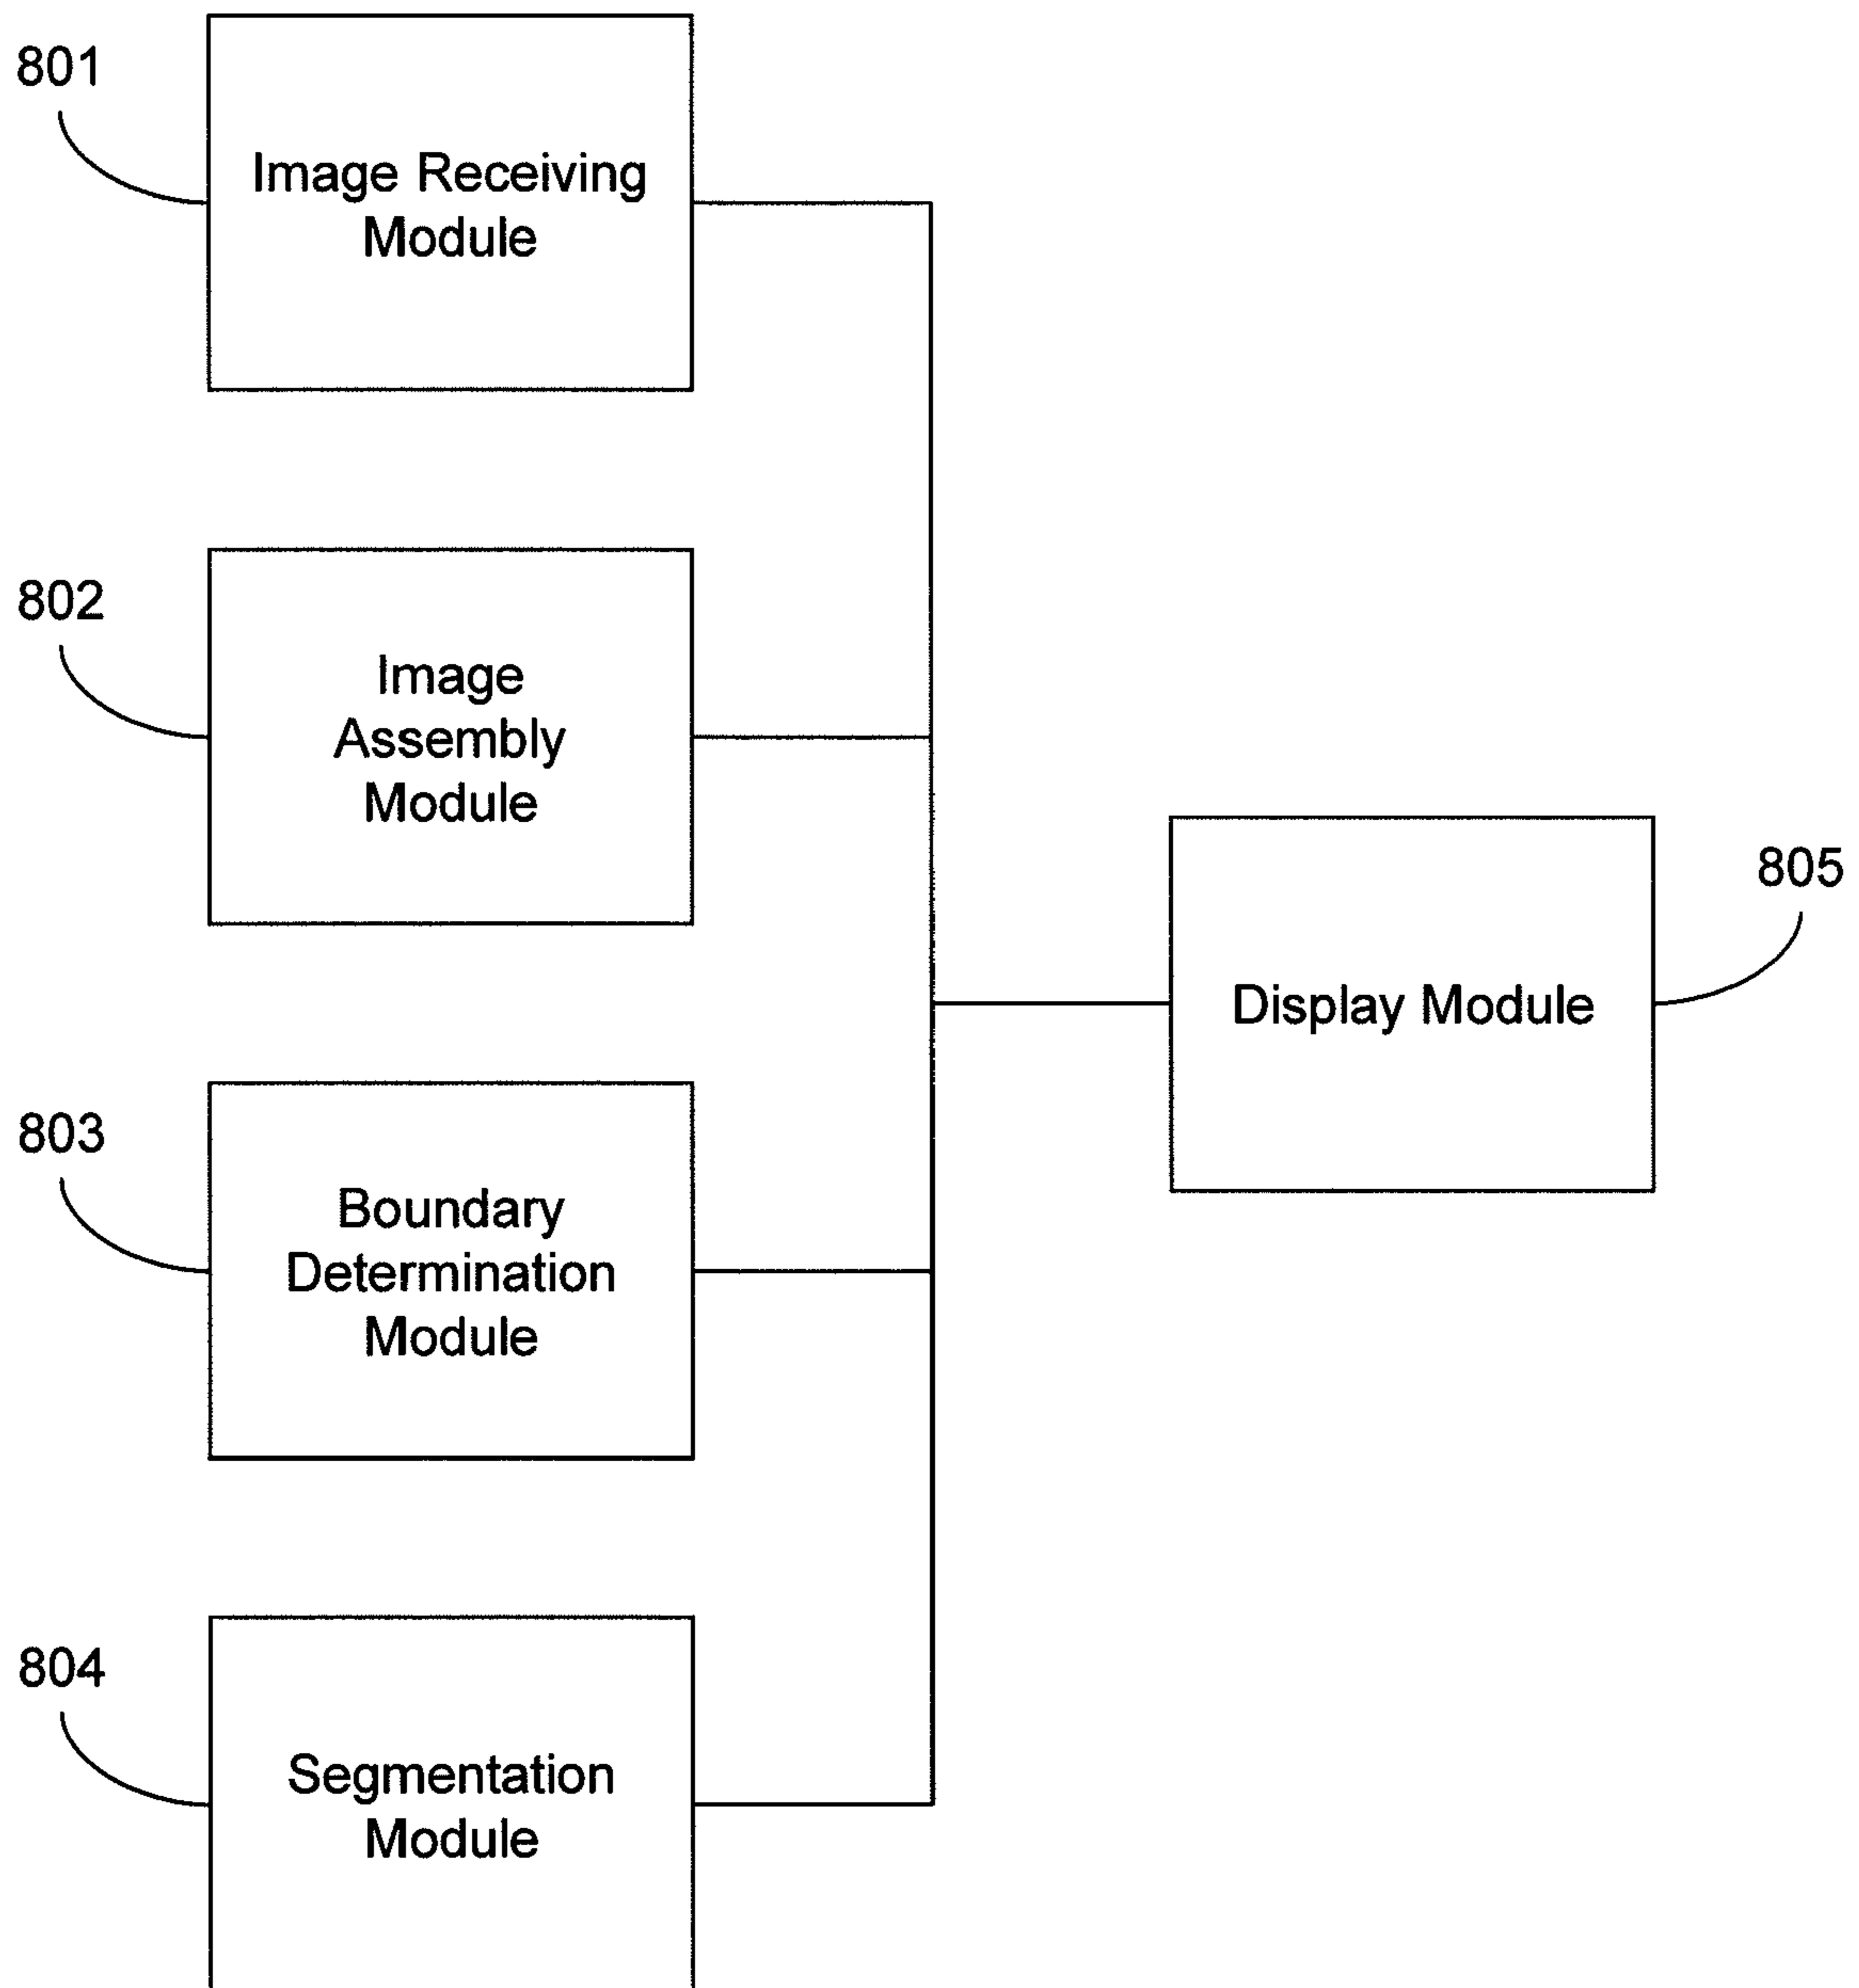 801
Image Receiving
Module
802
Image
Assembly
Module
805
Display Module
803
Boundary
Determination
Module
804
Segmentation
Module